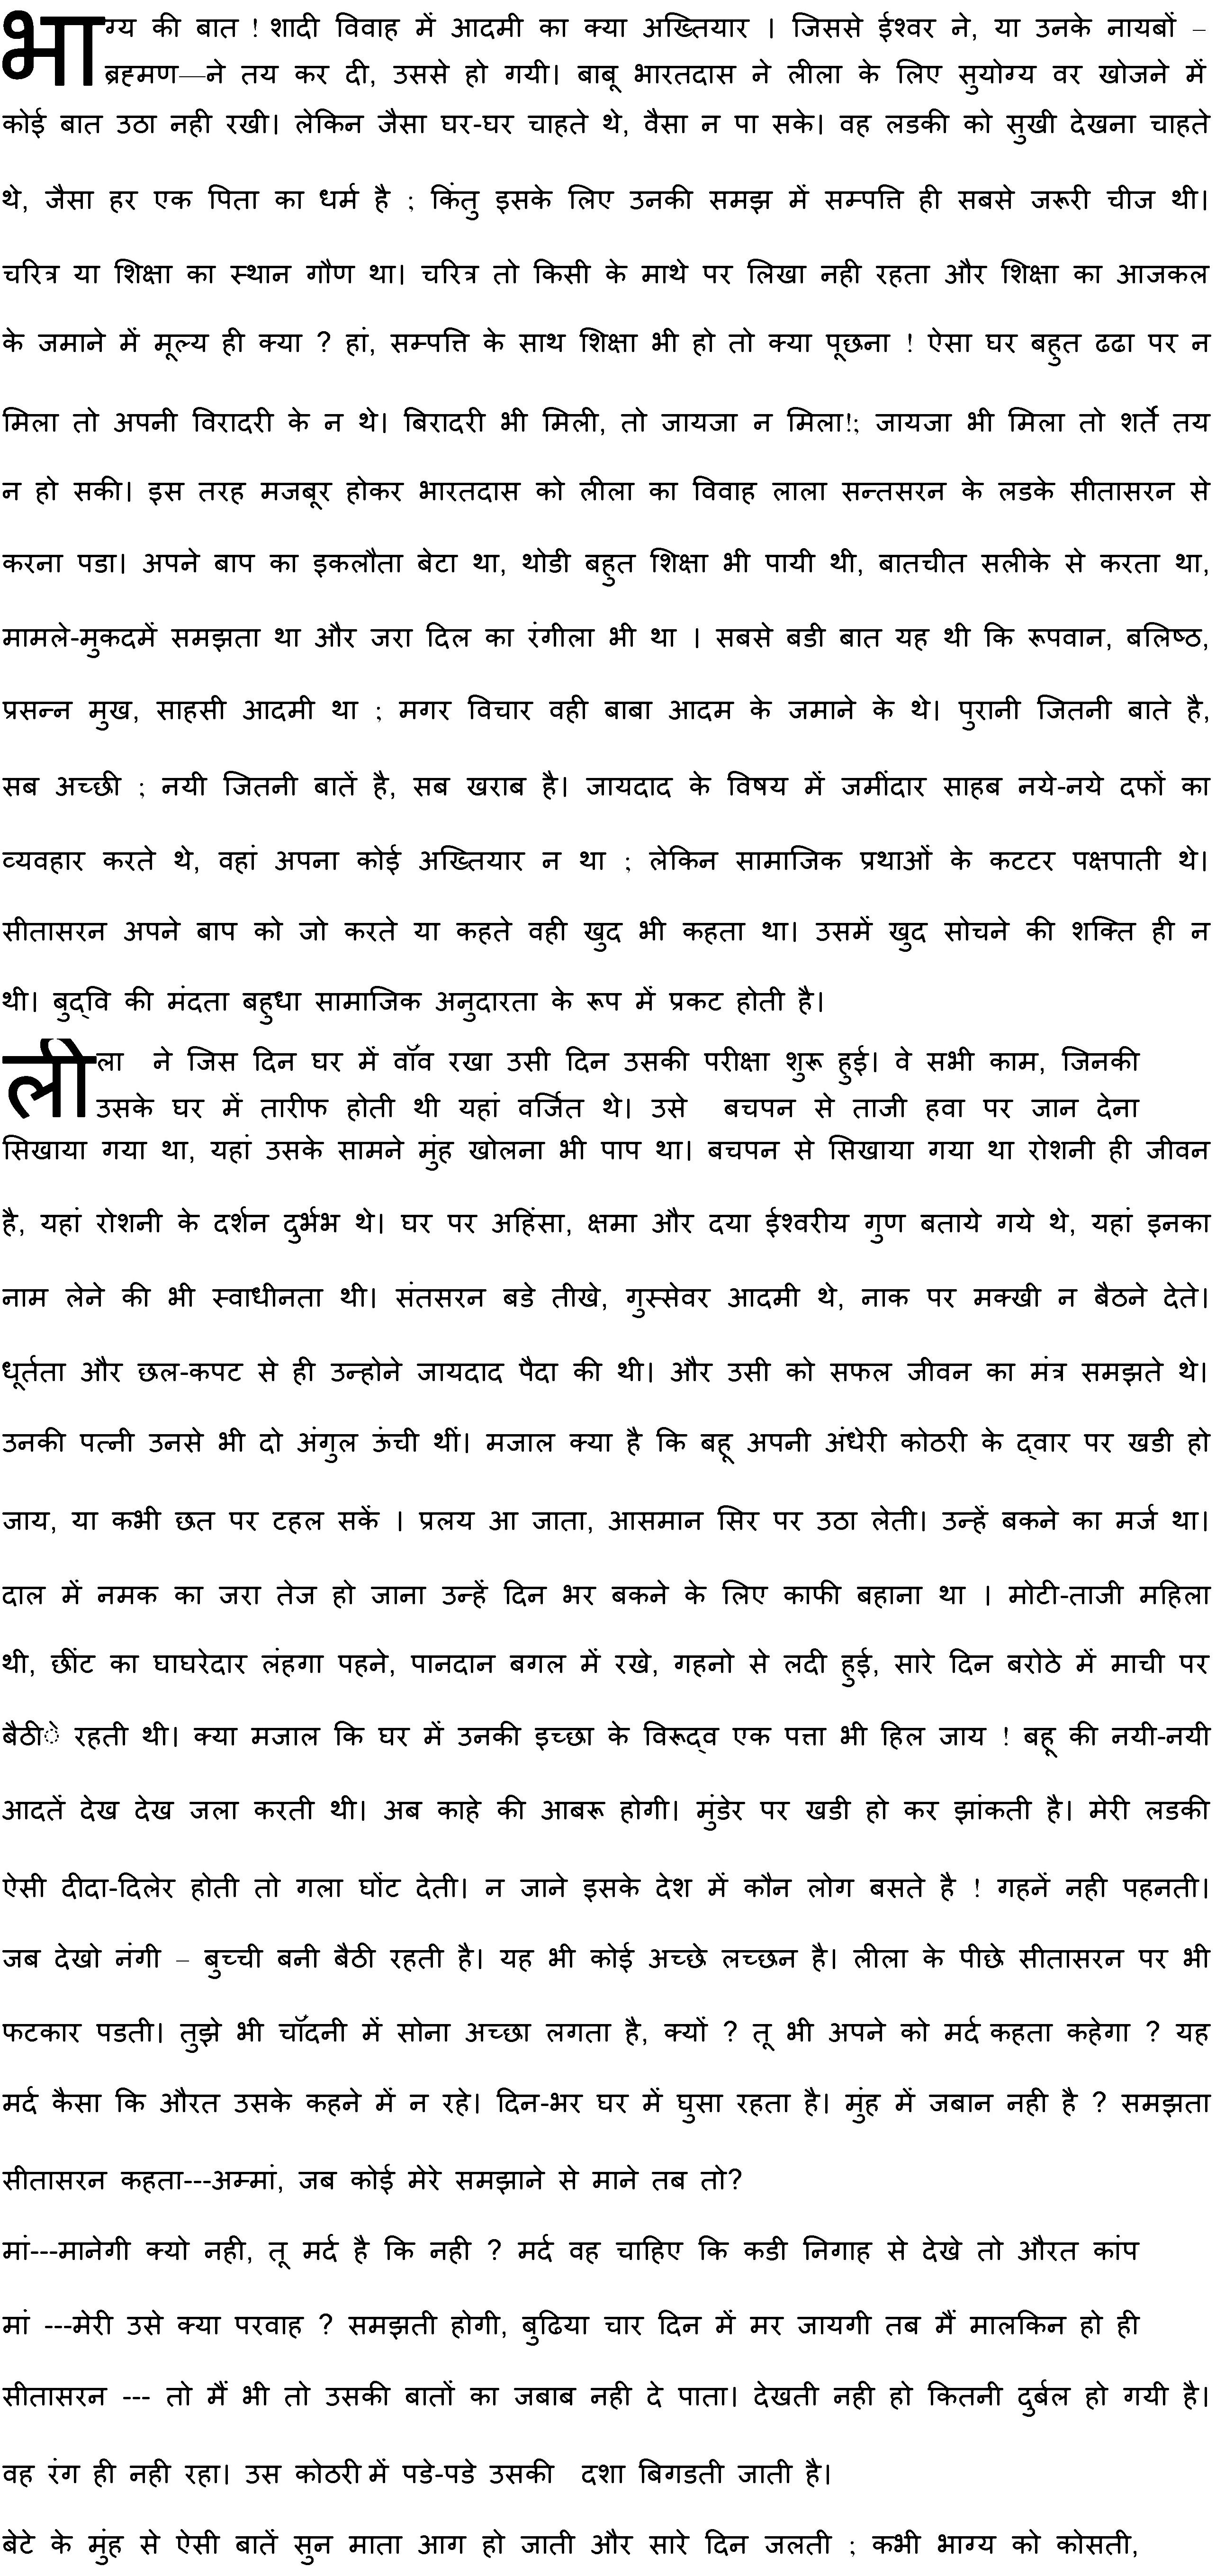 भाग्य की बात ! शादी विवाह में आदमी का क्या अख्तियार । जिससे ईश्वर ने, या उनके नायबों –
ब्रह्मण—ने तय कर दी, उससे हो गयी। बाबू भारतदास ने लीला के लिए सुयोग्य वर खोजने में
कोई बात उठा नही रखी। लेकिन जैसा घर-घर चाहते थे, वैसा न पा सके। वह लडकी को सुखी देखना चाहते
थे, जैसा हर एक पिता का धर्म है ; किंतु इसके लिए उनकी समझ में सम्पत्ति ही सबसे जरूरी चीज थी।
चरित्र या शिक्षा का स्थान गौण था। चरित्र तो किसी के माथे पर लिखा नही रहता और शिक्षा का आजकल
के जमाने में मूल्य ही क्या ? हां, सम्पत्ति के साथ शिक्षा भी हो तो क्या पूछना ! ऐसा घर बहुत ढढा पर न
मिला तो अपनी विरादरी के न थे। बिरादरी भी मिली, तो जायजा न मिला!; जायजा भी मिला तो शर्ते तय
न हो सकी। इस तरह मजबूर होकर भारतदास को लीला का विवाह लाला सन्तसरन के लडके सीतासरन से
करना पडा। अपने बाप का इकलौता बेटा था, थोडी बहुत शिक्षा भी पायी थी, बातचीत सलीके से करता था,
मामले-मुकदमें समझता था और जरा दिल का रंगीला भी था । सबसे बडी बात यह थी कि रूपवान, बलिष्ठ,
प्रसन्न मुख, साहसी आदमी था ; मगर विचार वही बाबा आदम के जमाने के थे। पुरानी जितनी बाते है,
सब अच्छी ; नयी जितनी बातें है, सब खराब है। जायदाद के विषय में जमींदार साहब नये-नये दफों का
व्यवहार करते थे, वहां अपना कोई अख्तियार न था ; लेकिन सामाजिक प्रथाओं के कटटर पक्षपाती थे।
सीतासरन अपने बाप को जो करते या कहते वही खुद भी कहता था। उसमें खुद सोचने की शक्ति ही न
थी। बुद्वि की मंदता बहुधा सामाजिक अनुदारता के रूप में प्रकट होती है।
लीला ने जिस दिन घर में वॉंव रखा उसी दिन उसकी परीक्षा शुरू हुई। वे सभी काम, जिनकी
उसके घर में तारीफ होती थी यहां वर्जित थे। उसे बचपन से ताजी हवा पर जान देना
सिखाया गया था, यहां उसके सामने मुंह खोलना भी पाप था। बचपन से सिखाया गया था रोशनी ही जीवन
है, यहां रोशनी के दर्शन दुर्भभ थे। घर पर अहिंसा, क्षमा और दया ईश्वरीय गुण बताये गये थे, यहां इनका
नाम लेने की भी स्वाधीनता थी। संतसरन बडे तीखे, गुस्सेवर आदमी थे, नाक पर मक्खी न बैठने देते।
धूर्तता और छल-कपट से ही उन्होने जायदाद पैदा की थी। और उसी को सफल जीवन का मंत्र समझते थे।
उनकी पत्नी उनसे भी दो अंगुल ऊंची थीं। मजाल क्या है कि बहू अपनी अंधेरी कोठरी के द्वार पर खडी हो
जाय, या कभी छत पर टहल सकें । प्रलय आ जाता, आसमान सिर पर उठा लेती। उन्हें बकने का मर्ज था।
दाल में नमक का जरा तेज हो जाना उन्हें दिन भर बकने के लिए काफी बहाना था । मोटी-ताजी महिला
थी, छींट का घाघरेदार लंहगा पहने, पानदान बगल में रखे, गहनो से लदी हुई, सारे दिन बरोठे में माची पर
बैठीे रहती थी। क्या मजाल कि घर में उनकी इच्छा के विरूद्व एक पत्ता भी हिल जाय ! बहू की नयी-नयी
आदतें देख देख जला करती थी। अब काहे की आबरू होगी। मुंडेर पर खडी हो कर झांकती है। मेरी लडकी
ऐसी दीदा-दिलेर होती तो गला घोंट देती। न जाने इसके देश में कौन लोग बसते है ! गहनें नही पहनती।
जब देखो नंगी – बुच्ची बनी बैठी रहती है। यह भी कोई अच्छे लच्छन है। लीला के पीछे सीतासरन पर भी
फटकार पडती। तुझे भी चॉंदनी में सोना अच्छा लगता है, क्यों ? तू भी अपने को मर्द कहता कहेगा ? यह
मर्द कैसा कि औरत उसके कहने में न रहे। दिन-भर घर में घुसा रहता है। मुंह में जबान नही है ? समझता
सीतासरन कहता---अम्मां, जब कोई मेरे समझाने से माने तब तो?
मां---मानेगी क्यो नही, तू मर्द है कि नही ? मर्द वह चाहिए कि कडी निगाह से देखे तो औरत कांप
मां ---मेरी उसे क्या परवाह ? समझती होगी, बुढिया चार दिन में मर जायगी तब मैं मालकिन हो ही
सीतासरन --- तो मैं भी तो उसकी बातों का जबाब नही दे पाता। देखती नही हो कितनी दुर्बल हो गयी है।
वह रंग ही नही रहा। उस कोठरी में पडे-पडे उसकी दशा बिगडती जाती है।
बेटे के मुंह से ऐसी बातें सुन माता आग हो जाती और सारे दिन जलती ; कभी भाग्य को कोसती,